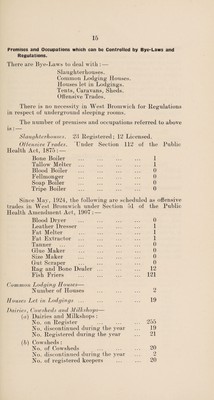 15
Premises and Occupations which can be Controlled by Bye-Laws and
Regulations.
There are Bye-Laws to deal with :—
Slaughterhouses.
Common Lodging Houses.
Houses let in Lodgings.
Tents, Caravans, Sheds.
Offensive Trades.
There is no necessity in West Bromwich for Regulations
in respect of underground sleeping rooms.
The number of premises and occupations referred to above
is :—
Slaughterhouses. 23 Registered; 12 Licensed.
Offensive Trades. Under Section 112 of the Public
Health Act, 1875 :—
Bone Boiler ... ... ... ... 1
Tallow Melter ... ... ... ... 1
Blood Boiler ... ... ... ... 0
Fellmonger ... ... ... ... 0
Soap Boiler ... ... ... ... 0
Tripe Boiler ... ... ... ... 1
Since May, 1924, the following are scheduled as offensive
trades in West Bromwich under Section 51 of the Public
Health Amendment Act, 1907 :—
Blood Dryer ... ... ... ... 0
Leather Dresser ... ... ... ... 1
Fat Melter ... ... ... ... 1
Fat Extractor ... ... ... ... 1
Tanner ... ... ... ... 0
Glue Maker ... ... ... ... 0
Size Maker ... ... ... ... 0
Gut Scraper ... ... ... ... 0
Rag and Bone Dealer ... ... ... 12
Fish Friers ... ... ... ... 121
Common Lodging Houses—
Number of Houses ... ... ... 2
Houses Let in Lodgings ... ... ... 19
Dairies, Cowsheds and Milkshops—
(a) Dairies and Milkshops:
No. on Register ... ... ... 255
No. discontinued during the year ... 19
No. Registered during the year ... 21
(b) Cowsheds:
No. of Cowsheds ... ... ... 20
No. discontinued during the year ... 2
No. of registered keepers ... ... 20